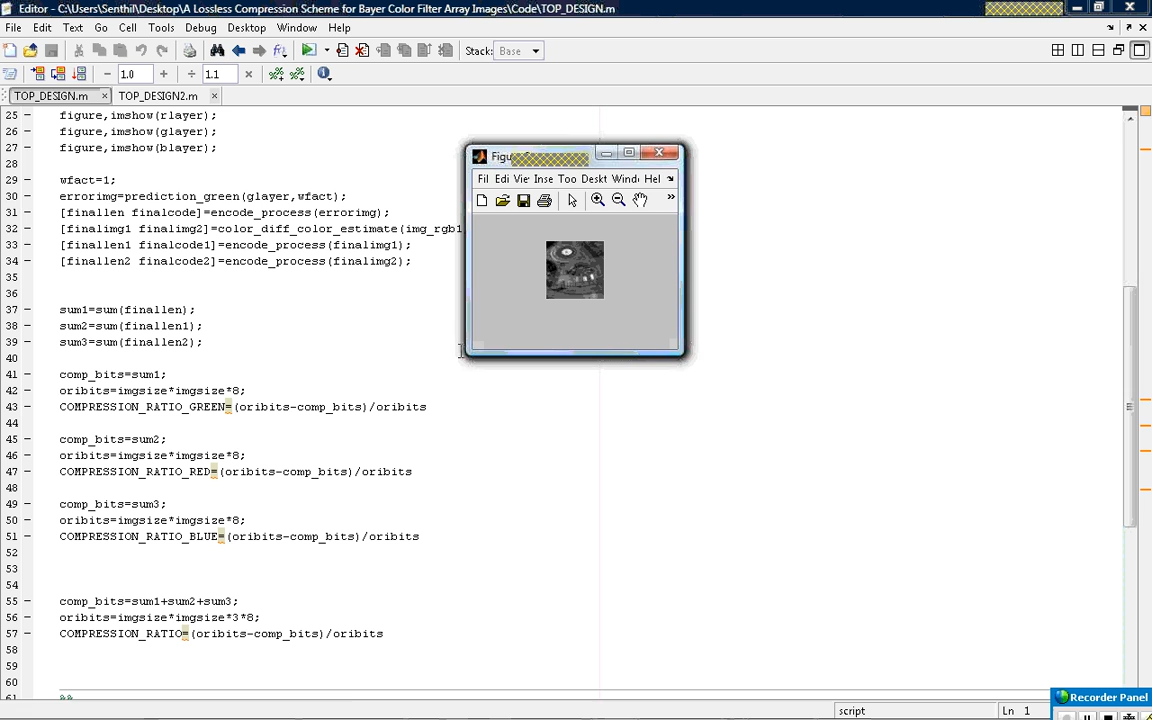 Editor - C:\Users\Senthil\Desktop\A Lossless Compression Scheme for Bayer Color Filter Array Images\Code\TOP_DESIGN.m
File Edit Text Go Cell Tools Debug Desktop Window Help
Stack: Base
1.0 1.1
TOP_DESIGN.m TOP_DESIGN2.m
25 figure,imshow(rlayer);
26 figure,imshow(glayer);
27 figure,imshow(blayer);
28
29 wfact=1;
30 errorimg=prediction_green(glayer,wfact);
31 [finallen finalcode]=encode_process(errorimg);
32 [finalimg1 finalimg2]=color_diff_color_estimate(img_rgb1
33 [finallen1 finalcode1]=encode_process(finalimg1);
34 [finallen2 finalcode2]=encode_process(finalimg2);
35
36
37 sum1=sum(finallen);
38 sum2=sum(finallen1);
39 sum3=sum(finallen2);
40
41 comp_bits=sum1;
42 oribits=imgsize*imgsize*8;
43 COMPRESSION_RATIO_GREEN=(oribits-comp_bits)/oribits
44
45 comp_bits=sum2;
46 oribits=imgsize*imgsize*8;
47 COMPRESSION_RATIO_RED=(oribits-comp_bits)/oribits
48
49 comp_bits=sum3;
50 oribits=imgsize*imgsize*8;
51 COMPRESSION_RATIO_BLUE=(oribits-comp_bits)/oribits
52
53
54
55 comp_bits=sum1+sum2+sum3;
56 oribits=imgsize*imgsize*3*8;
57 COMPRESSION_RATIO=(oribits-comp_bits)/oribits
58
59
60
61 %%
Fil Edi Vie Inse Too Deskt Windo Hel
script Ln 1
Recorder Panel